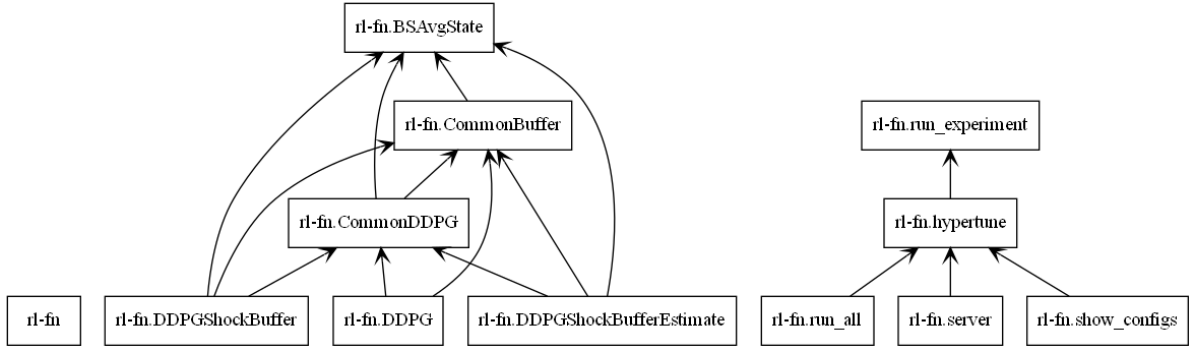 rl-fn.BSAvgState
rl-fn.CommonBuffer
rl-fn.run_experiment
rl-fn.CommonDDPG
rl-fn.hypertune
rl-fn
rl-fn.DDPGShockBuffer
rl-fn.DDPG
rl-fn.DDPGShockBufferEstimate
rl-fn.run_all
rl-fn.server
rl-fn.show_configs